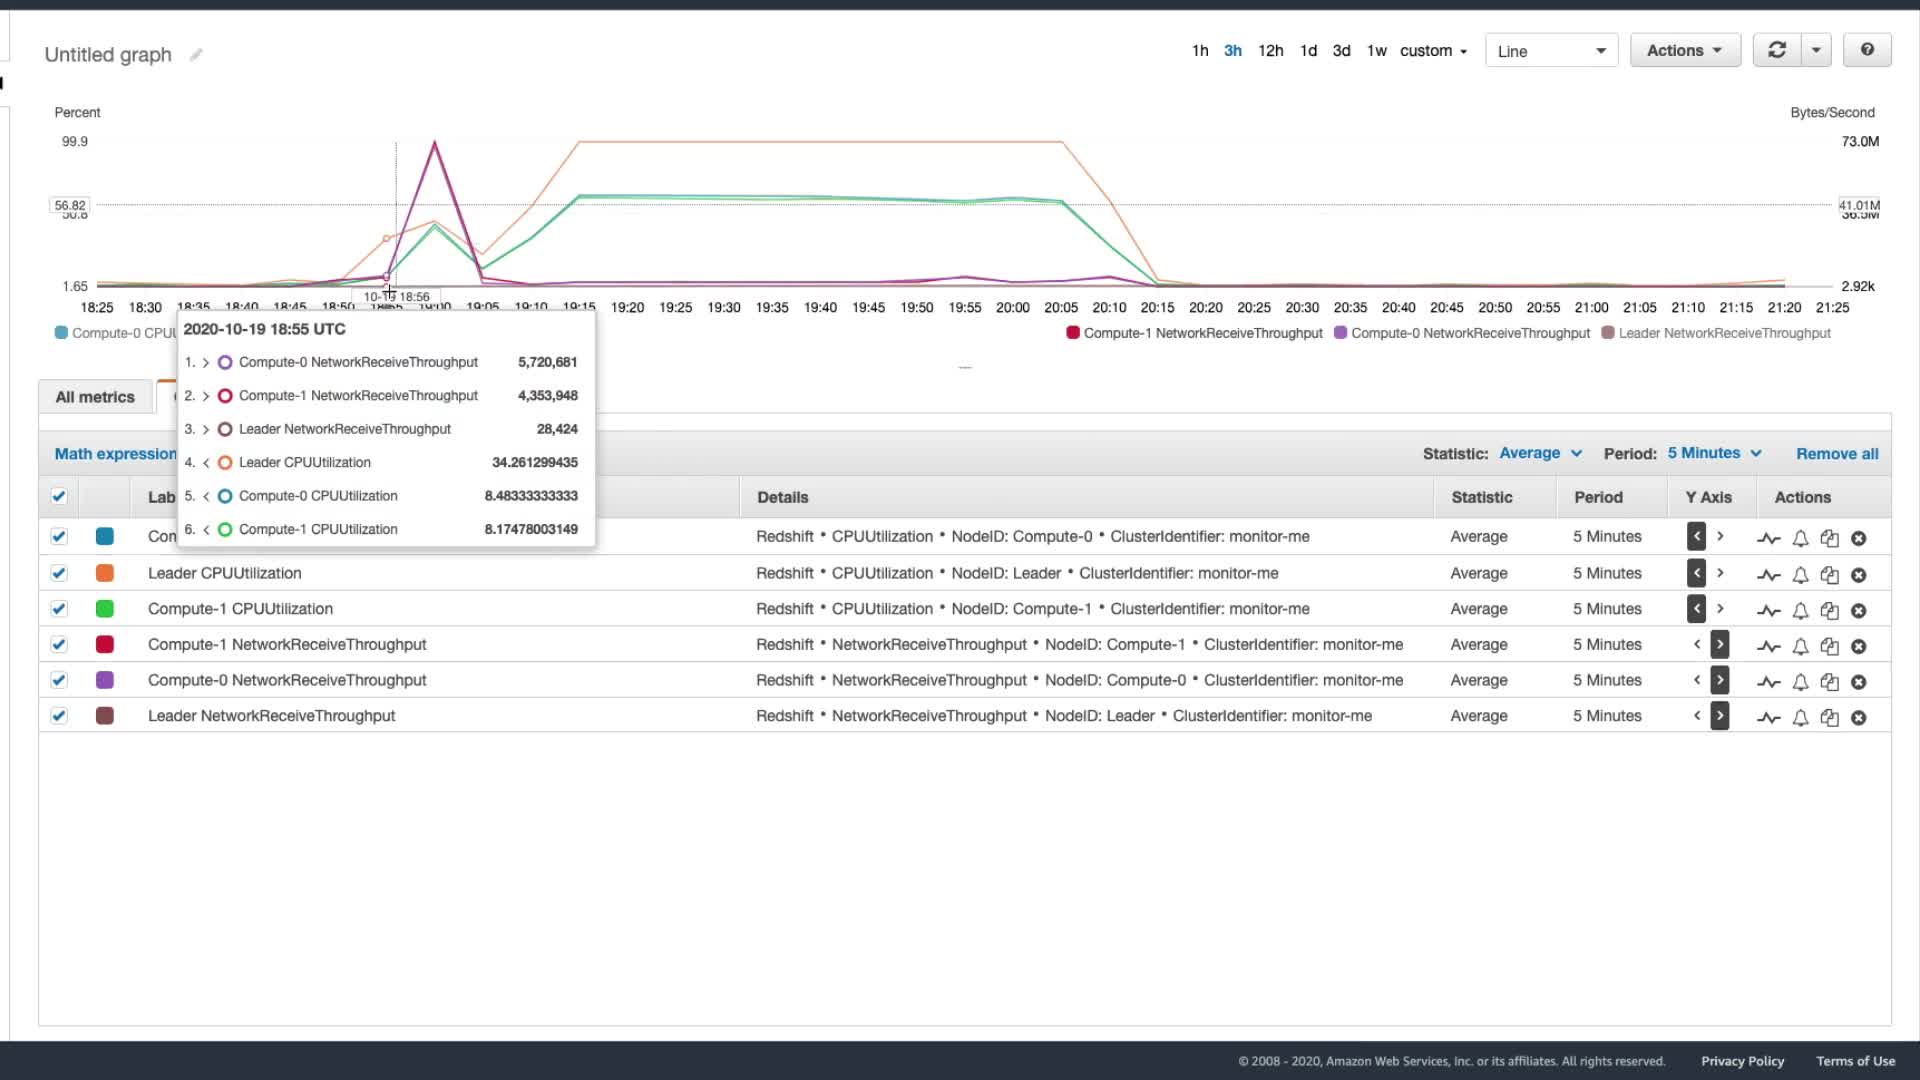 Untitled graph
1h 3h 12h 1d 3d 1w custom Line Actions
Percent Bytes/Second
99.9 73.0M
56.82 41.01M
50.8 36.5M
1.65 2.92k
10-19 18:56
18:25 18:30 18:35 18:40 18:45 18:50 18:55 19:00 19:05 19:10 19:15 19:20 19:25 19:30 19:35 19:40 19:45 19:50 19:55 20:00 20:05 20:10 20:15 20:20 20:25 20:30 20:35 20:40 20:45 20:50 20:55 21:00 21:05 21:10 21:15 21:20 21:25
Compute-0 CPU Compute-1 NetworkReceiveThroughput Compute-0 NetworkReceiveThroughput Leader NetworkReceiveThroughput
2020-10-19 18:55 UTC
1. > Compute-0 NetworkReceiveThroughput 5,720,681
2. > Compute-1 NetworkReceiveThroughput 4,353,948
3. > Leader NetworkReceiveThroughput 28,424
4. < Leader CPUUtilization 34.261299435
5. < Compute-0 CPUUtilization 8.48333333333
6. < Compute-1 CPUUtilization 8.17478003149
All metrics
Math expression Statistic: Average Period: 5 Minutes Remove all
Lab Details Statistic Period Y Axis Actions
Com Redshift • CPUUtilization • NodeID: Compute-0 • ClusterIdentifier: monitor-me Average 5 Minutes < >
Leader CPUUtilization Redshift • CPUUtilization • NodeID: Leader • ClusterIdentifier: monitor-me Average 5 Minutes < >
Compute-1 CPUUtilization Redshift • CPUUtilization • NodeID: Compute-1 • ClusterIdentifier: monitor-me Average 5 Minutes < >
Compute-1 NetworkReceiveThroughput Redshift • NetworkReceiveThroughput • NodeID: Compute-1 • ClusterIdentifier: monitor-me Average 5 Minutes < >
Compute-0 NetworkReceiveThroughput Redshift • NetworkReceiveThroughput • NodeID: Compute-0 • ClusterIdentifier: monitor-me Average 5 Minutes < >
Leader NetworkReceiveThroughput Redshift • NetworkReceiveThroughput • NodeID: Leader • ClusterIdentifier: monitor-me Average 5 Minutes < >
© 2008 - 2020, Amazon Web Services, Inc. or its affiliates. All rights reserved. Privacy Policy Terms of Use